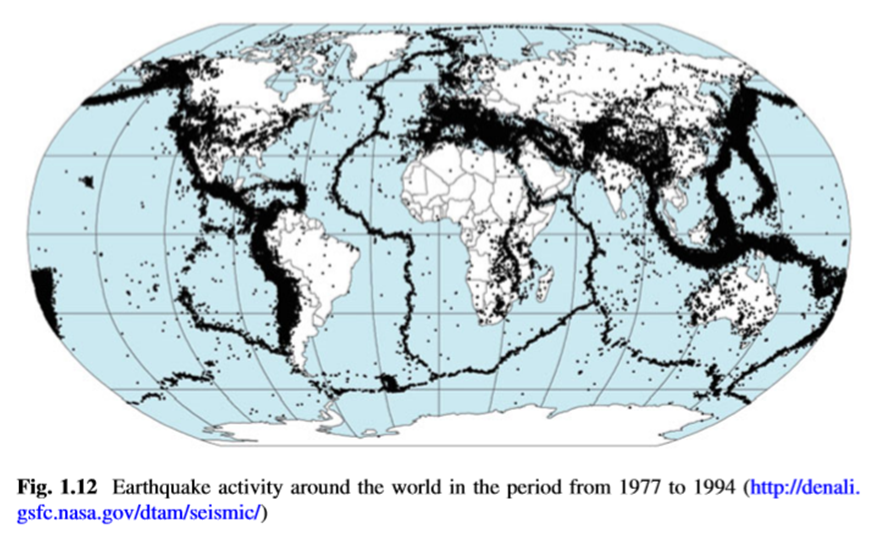 Fig. 1.12 Earthquake activity around the world in the period from 1977 to 1994 (http://denali.
gsfc.nasa.gov/dtam/seismic/)